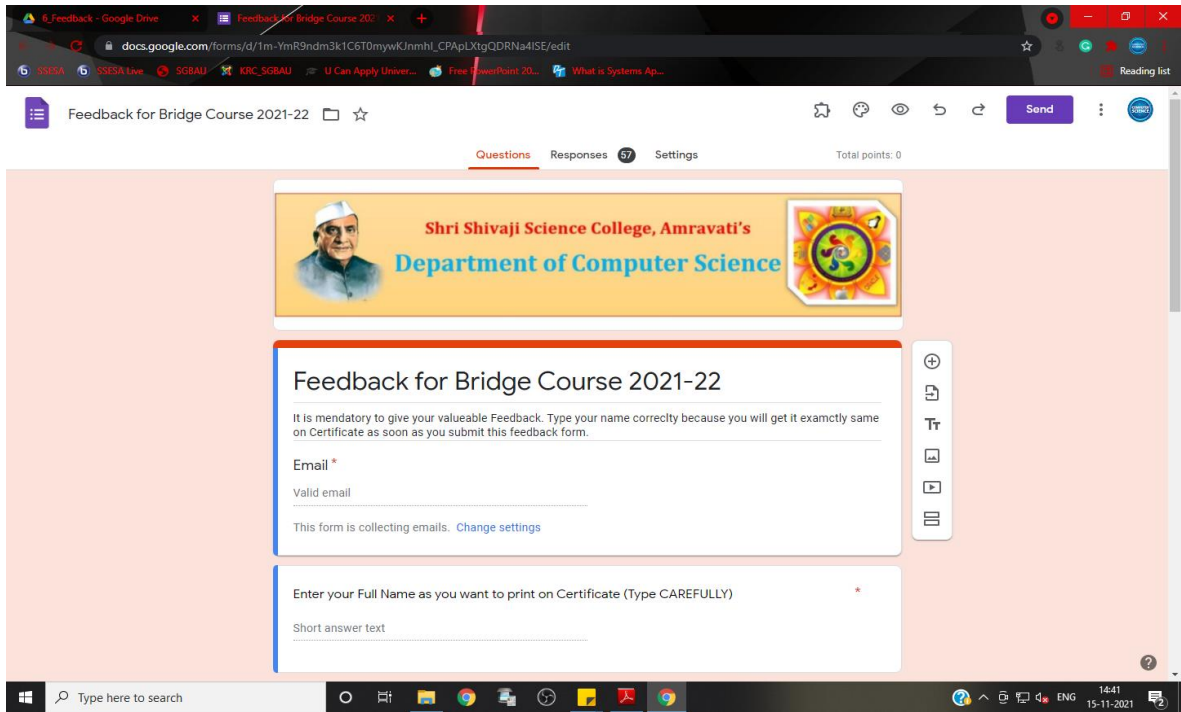 6_Feedback - Google Drive
Feedback for Bridge Course 202
docs.google.com/forms/d/1m-YmR9ndm3k1C6T0mywKJnmhI_CPApLXtgQDRNa4ISE/edit
SSESA SSESA Live SGBAU KRC_SGBAU U Can Apply Univer... Free PowerPoint 20... What is Systems Ap... Reading list
Feedback for Bridge Course 2021-22
Send
Questions Responses 57 Settings Total points: 0
Shri Shivaji Science College, Amravati's
Department of Computer Science
Feedback for Bridge Course 2021-22
It is mendatory to give your valueable Feedback. Type your name correclty because you will get it examctly same
on Certificate as soon as you submit this feedback form.
Email *
Valid email
This form is collecting emails. Change settings
Enter your Full Name as you want to print on Certificate (Type CAREFULLY) *
Short answer text
Type here to search
ENG
14:41
15-11-2021
2